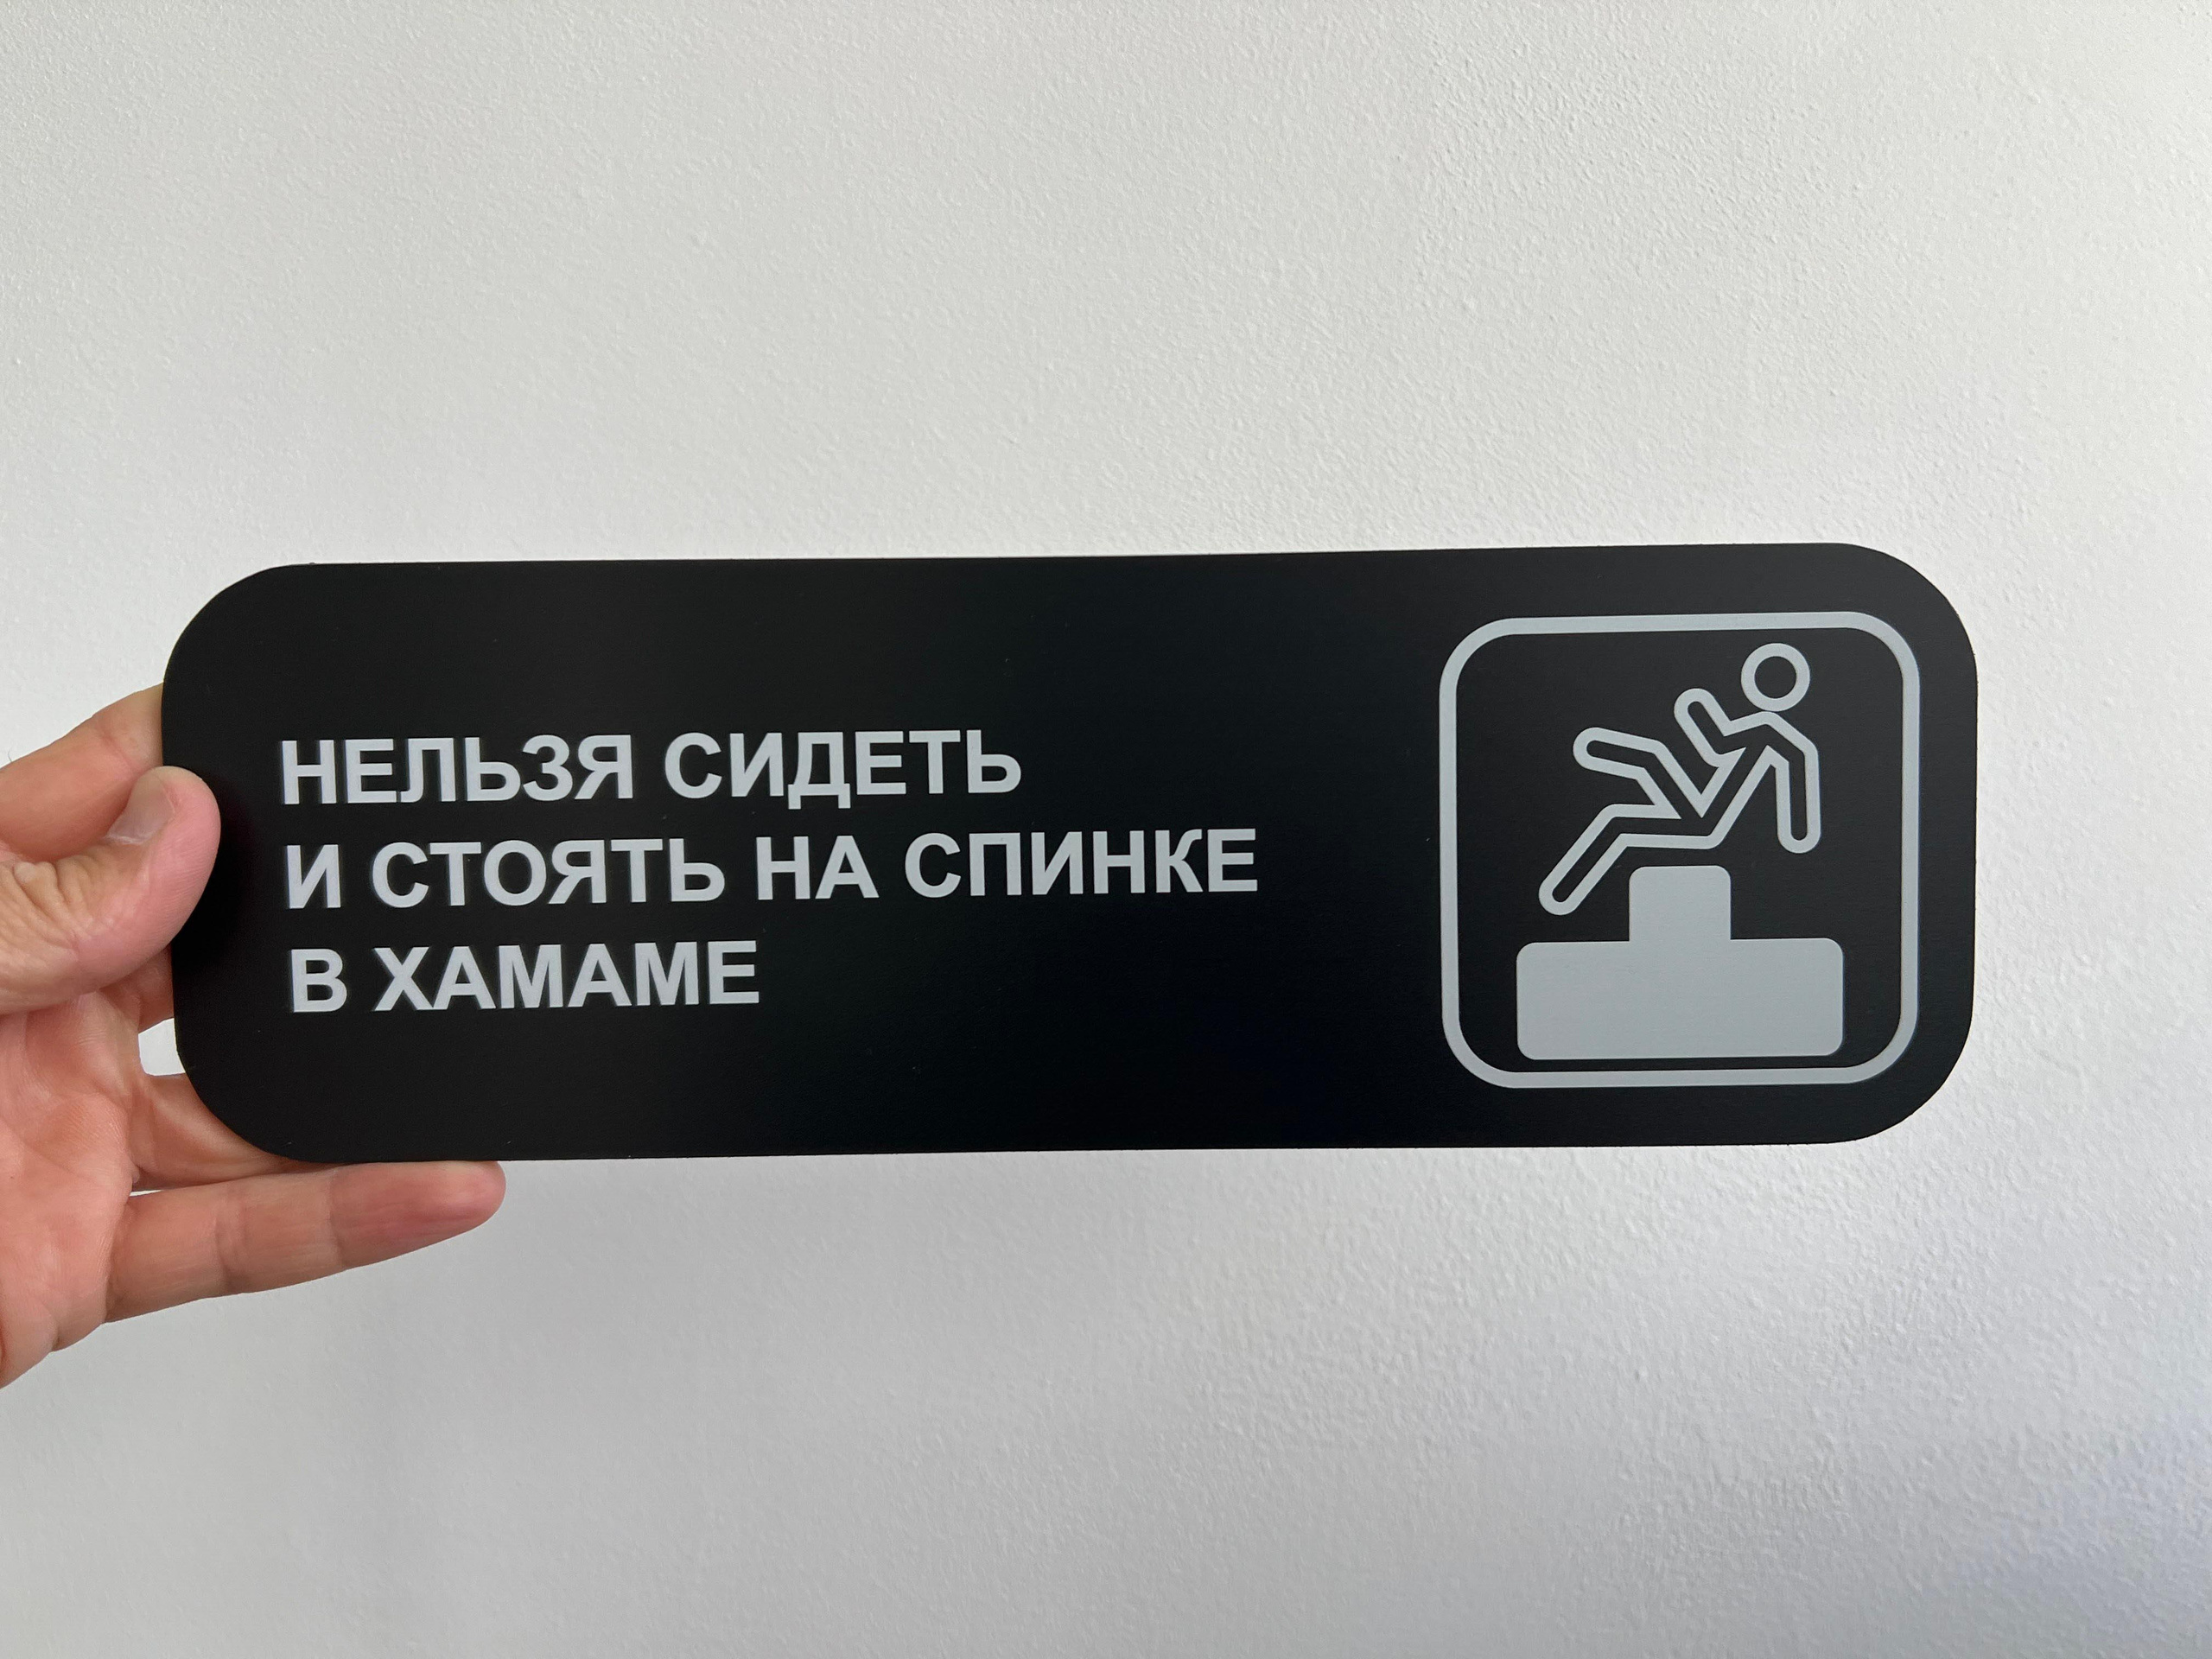 НЕЛЬЗЯ СИДЕТЬ
И СТОЯТЬ НА СПИНКЕ
В ХАМАМЕ